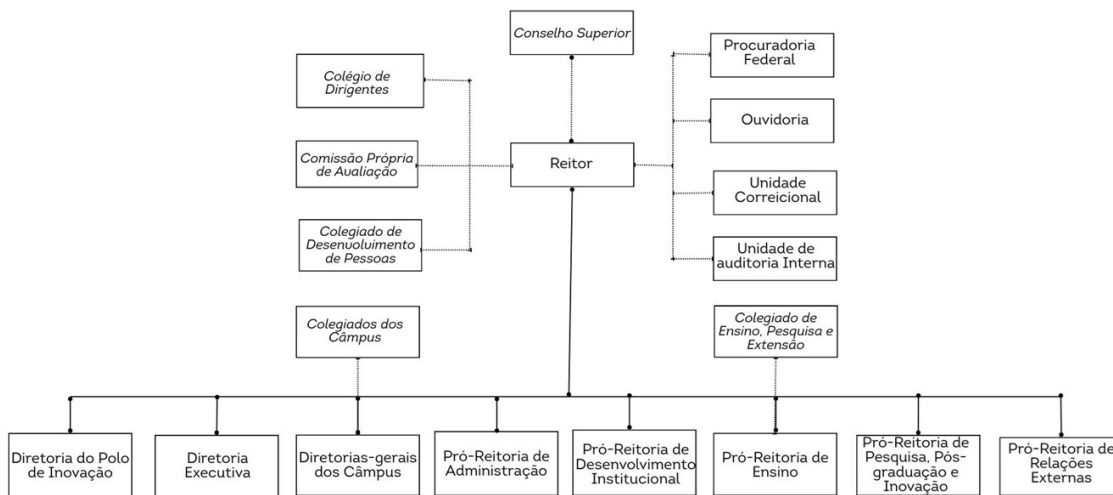 Conselho Superior
Procuradoria
Federal
Colégio de
Dirigentes
Ouvidoria
Comissão Própria
de Avaliação
Reitor
Unidade
Correicional
Colegiado de
Desenvolvimento
de Pessoas
Unidade de
auditoria Interna
Colegiados dos
Câmpus
Colegiado de
Ensino, Pesquisa e
Extensão
Diretoria do Polo
de Inovação
Diretoria
Executiva
Diretorias-gerais
dos Câmpus
Pró-Reitoria de
Administração
Pró-Reitoria de
Desenvolvimento
Institucional
Pró-Reitoria de
Ensino
Pró-Reitoria de
Pesquisa, Pós-
graduação e
Inovação
Pró-Reitoria de
Relações
Externas